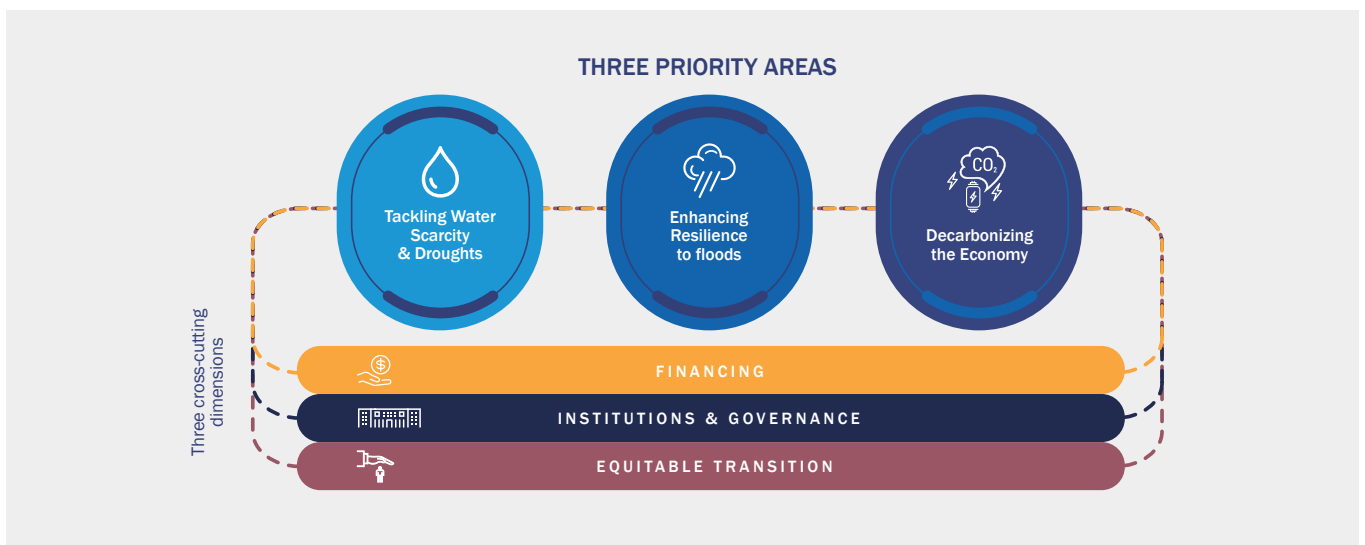 THREE PRIORITY AREAS
Tackling Water
Scarcity
& Droughts
Enhancing
Resilience
to floods
CO₂
Decarbonizing
the Economy
Three cross-cutting
dimensions
FINANCING
INSTITUTIONS & GOVERNANCE
EQUITABLE TRANSITION